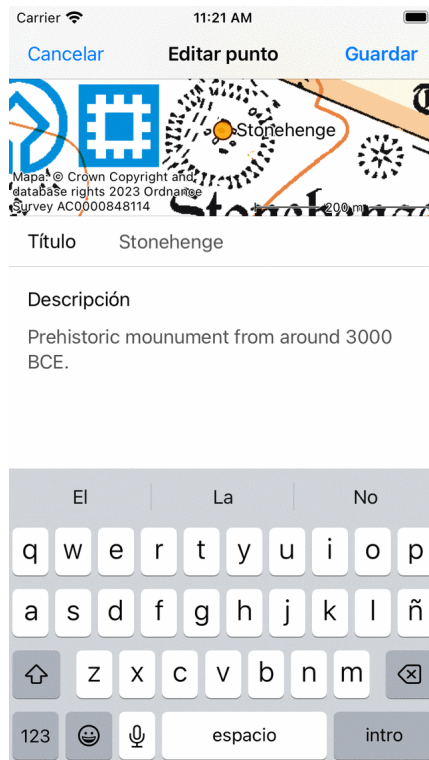 Carrier 11:21 AM
Cancelar Editar punto Guardar
Stonehenge
Mapa: © Crown Copyright and
database rights 2023 Ordnance
Survey AC0000848114
200 m
Título Stonehenge
Descripción
Prehistoric mounument from around 3000
BCE.
El La No
q w e r t y u i o p
a s d f g h j k l ñ
z x c v b n m
123 espacio intro